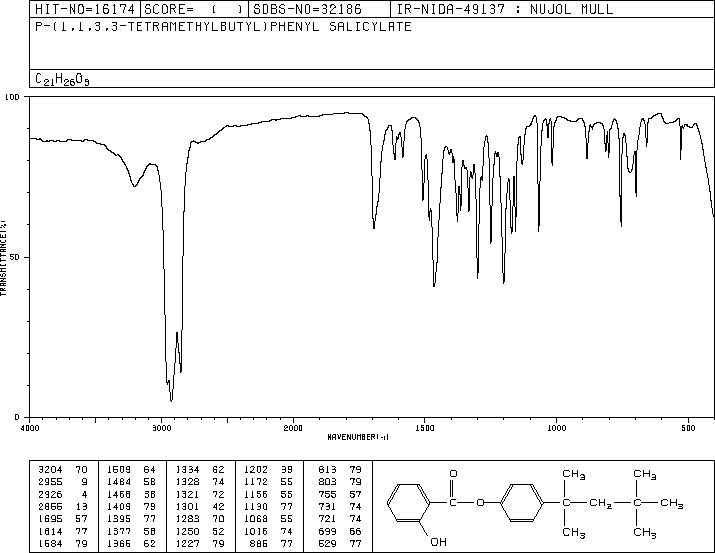 HIT-NO=16174 SCORE= ( ) SDBS-NO=32186 IR-NIDA-49137 : NUJOL MULL
P-(1,1,3,3-TETRAMETHYLBUTYL)PHENYL SALICYLATE
C21H26O3
100
50
0
TRANSMITTANCE(%)
4000 3000 2000 1500 1000 500
WAVENUMBER(-1)
3204 70 1509 64 1334 62 1202 39 813 79
2955 9 1484 58 1328 74 1172 55 803 79
2926 4 1468 38 1321 72 1156 55 755 57
2855 13 1409 79 1301 42 1130 77 731 74
1695 57 1395 77 1283 70 1068 55 721 74
1614 77 1377 58 1250 52 1016 74 699 66
1584 79 1365 62 1227 79 885 77 529 77
O CH3 CH3
C O C CH2 C CH3
CH3 CH3
OH